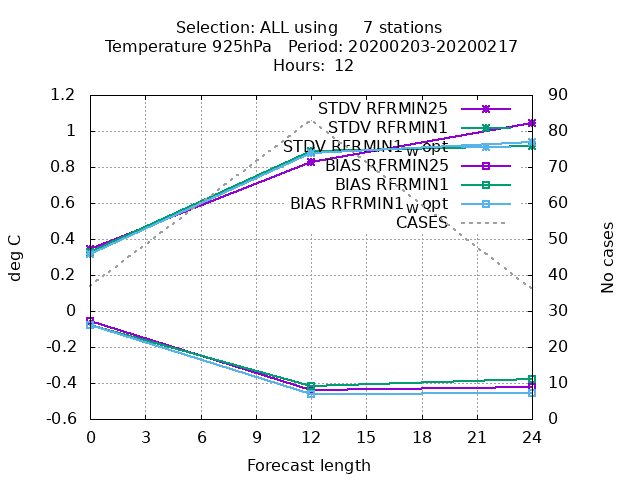 Selection: ALL using     7 stations
Temperature 925hPa   Period: 20200203-20200217
Hours:  12
1.2
1
0.8
0.6
0.4
0.2
0
-0.2
-0.4
-0.6
deg C
STDV RFRMIN25
STDV RFRMIN1
STDV RFRMIN1wopt
BIAS RFRMIN25
BIAS RFRMIN1
BIAS RFRMIN1wopt
CASES
90
80
70
60
50
40
30
20
10
0
No cases
0 3 6 9 12 15 18 21 24
Forecast length